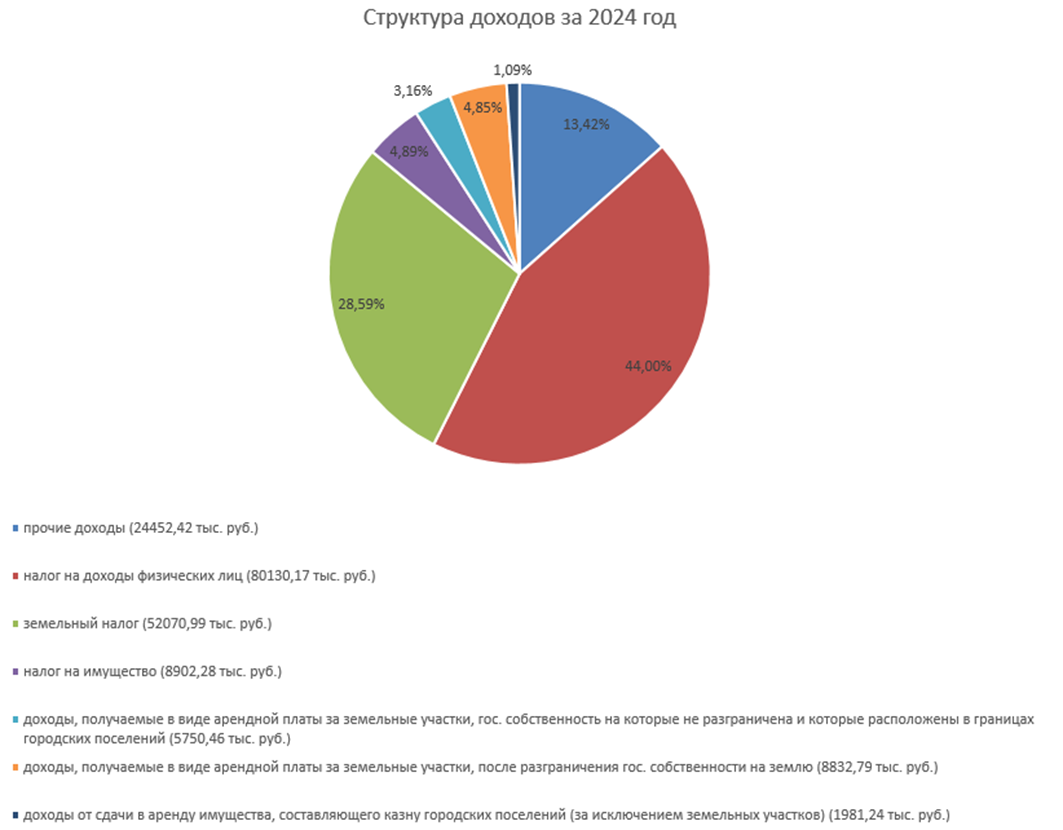 Структура доходов за 2024 год
1,09%
3,16%
4,85%
13,42%
4,89%
28,59%
44,00%
прочие доходы (24452,42 тыс. руб.)
налог на доходы физических лиц (80130,17 тыс. руб.)
земельный налог (52070,99 тыс. руб.)
налог на имущество (8902,28 тыс. руб.)
доходы, получаемые в виде арендной платы за земельные участки, гос. собственность на которые не разграничена и которые расположены в границах
городских поселений (5750,46 тыс. руб.)
доходы, получаемые в виде арендной платы за земельные участки, после разграничения гос. собственности на землю (8832,79 тыс. руб.)
доходы от сдачи в аренду имущества, составляющего казну городских поселений (за исключением земельных участков) (1981,24 тыс. руб.)